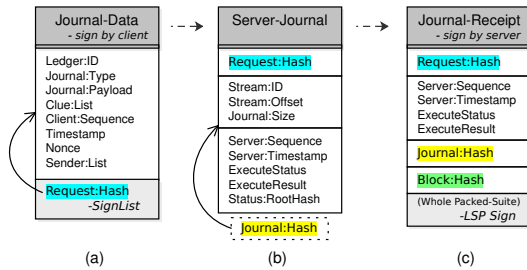 Journal-Data
- sign by client
Ledger:ID
Journal:Type
Journal:Payload
Clue:List
Client:Sequence
Timestamp
Nonce
Sender:List
Request:Hash
-SignList
(a)
Server-Journal
Request:Hash
Stream:ID
Stream:Offset
Journal:Size
Server:Sequence
Server:Timestamp
ExecuteStatus
ExecuteResult
Status:RootHash
Journal:Hash
(b)
Journal-Receipt
- sign by server
Request:Hash
Server:Sequence
Server:Timestamp
ExecuteStatus
ExecuteResult
Journal:Hash
Block:Hash
(Whole Packed-Suite)
-LSP Sign
(c)